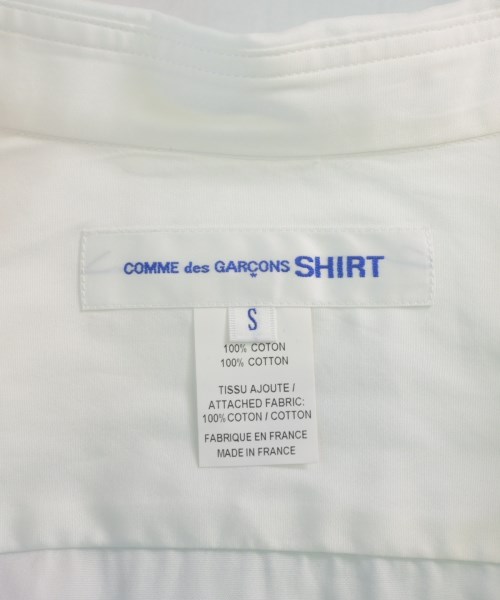 COMME des GARÇONS SHIRT
S
100% COTON
100% COTTON
TISSU AJOUTE /
ATTACHED FABRIC:
100% COTON / COTTON
FABRIQUE EN FRANCE
MADE IN FRANCE